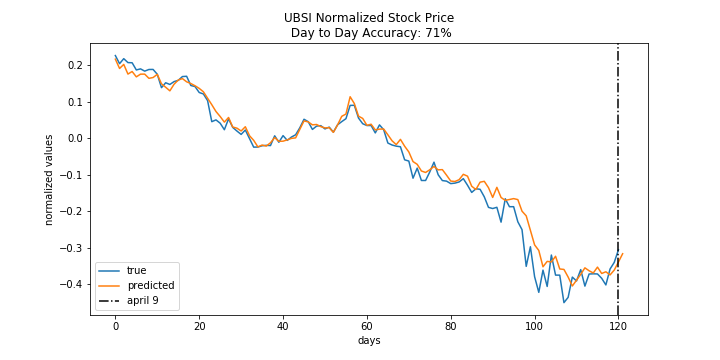 UBSI Normalized Stock Price
Day to Day Accuracy: 71%
normalized values
0.2
0.1
0.0
−0.1
−0.2
−0.3
−0.4
true
predicted
april 9
0 20 40 60 80 100 120
days